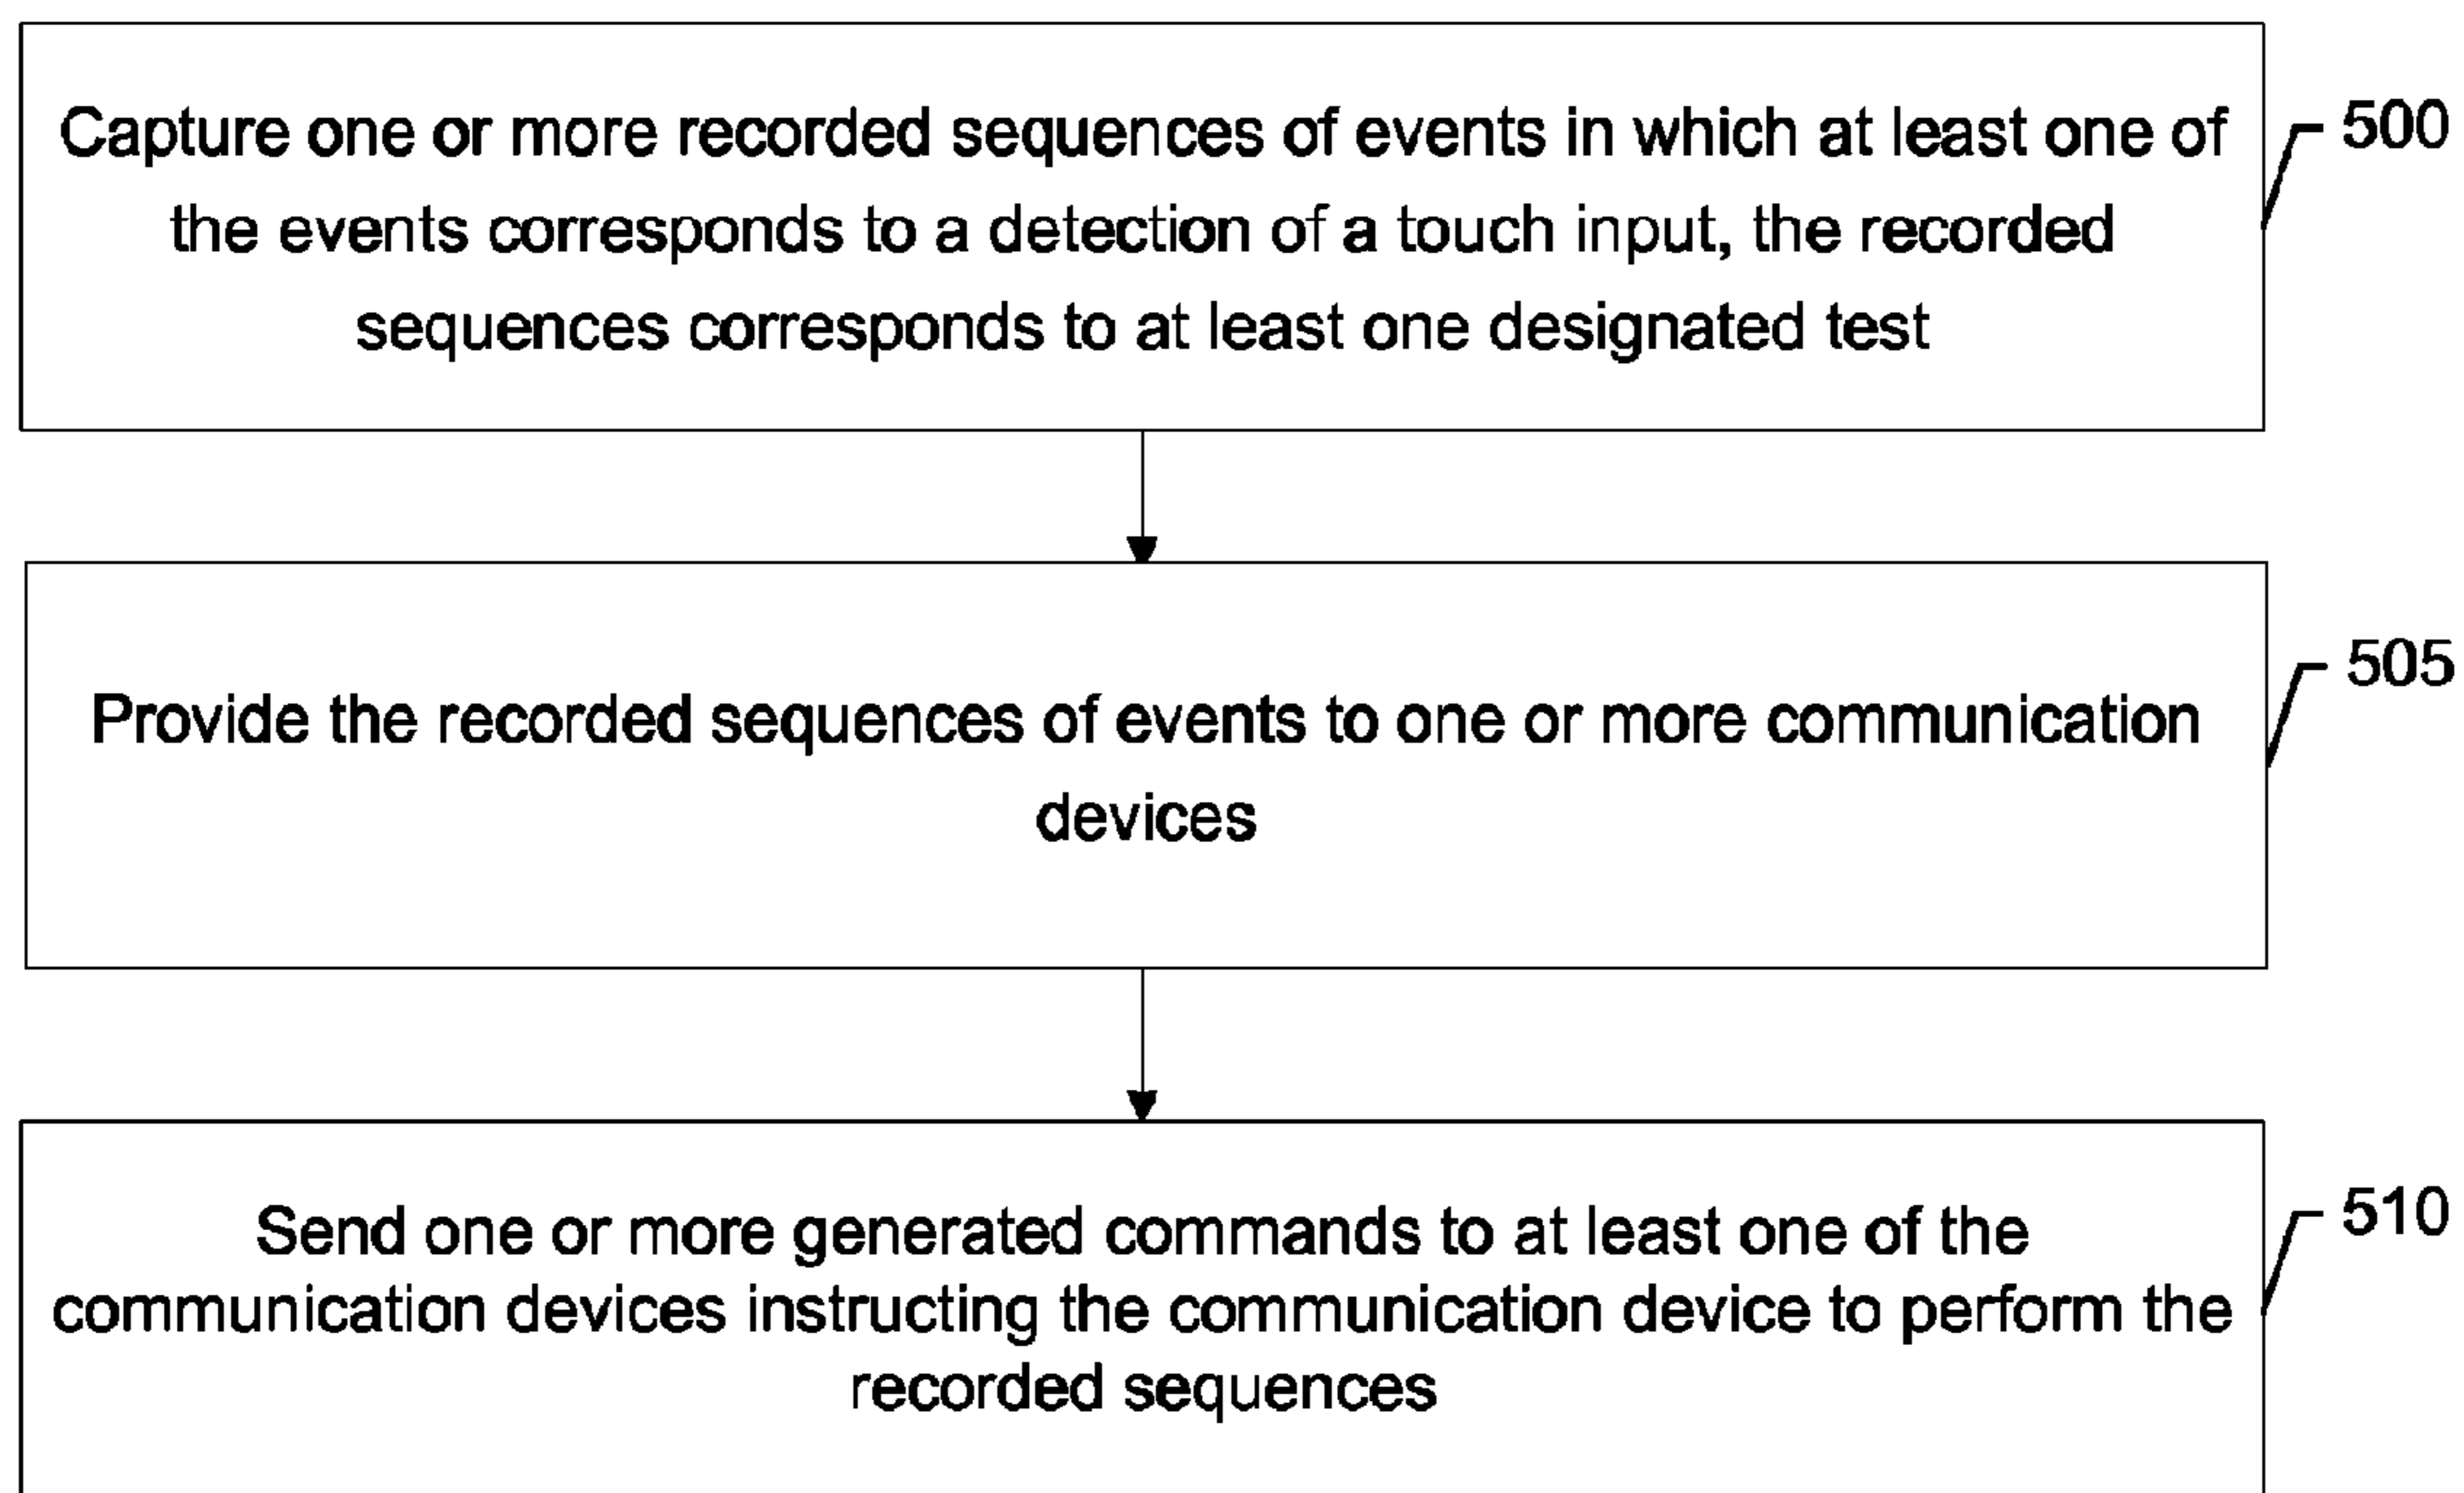 Capture one or more recorded sequences of events in which at least one of
the events corresponds to a detection of a touch input, the recorded
sequences corresponds to at least one designated test
500
Provide the recorded sequences of events to one or more communication
devices
505
Send one or more generated commands to at least one of the
communication devices instructing the communication device to perform the
recorded sequences
510